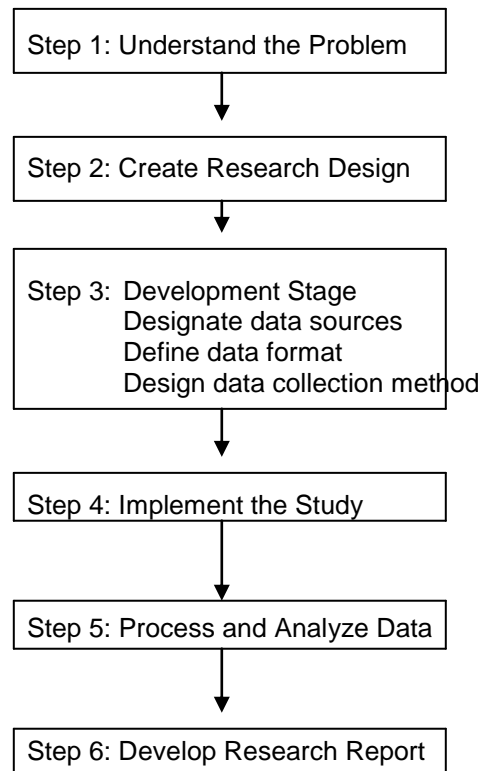 Step 1: Understand the Problem
Step 2: Create Research Design
Step 3: Development Stage
Designate data sources
Define data format
Design data collection method
Step 4: Implement the Study
Step 5: Process and Analyze Data
Step 6: Develop Research Report